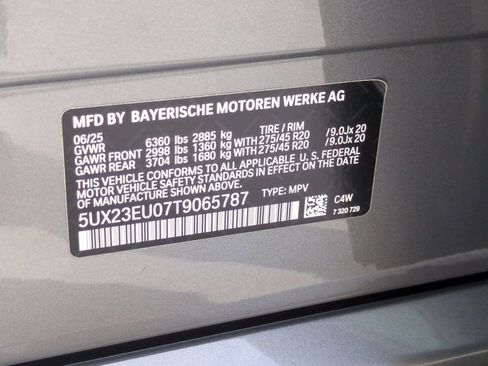 MFD BY BAYERISCHE MOTOREN WERKE AG
06/25 TIRE / RIM
GVWR 6360 lbs 2885 kg
GAWR FRONT 2998 lbs 1360 kg WITH 275/45 R20 /9.0Jx 20
GAWR REAR 3704 lbs 1680 kg WITH 275/45 R20 /9.0Jx 20
THIS VEHICLE CONFORMS TO ALL APPLICABLE U. S. FEDERAL
MOTOR VEHICLE SAFETY STANDARDS
IN EFFECT ON THE DATE OF MANUFACTURE SHOWN ABOVE.
5UX23EU07T9065787 TYPE: MPV
C4W
7 320 729